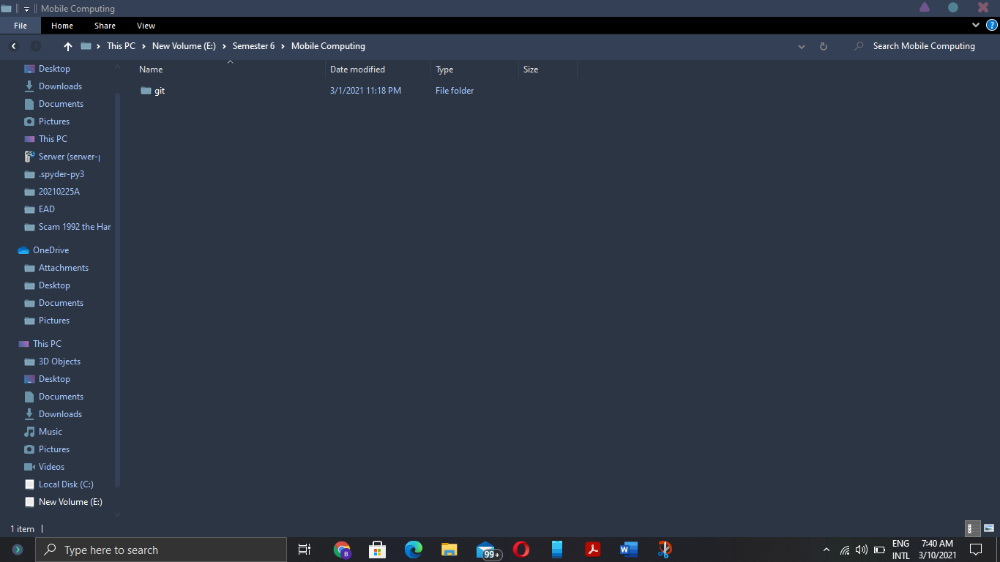 Mobile Computing
File Home Share View
This PC New Volume (E:) Semester 6 Mobile Computing Search Mobile Computing
Name Date modified Type Size
git 3/1/2021 11:18 PM File folder
Desktop
Downloads
Documents
Pictures
This PC
Serwer (serwer-p
.spyder-py3
20210225A
EAD
Scam 1992 the Har
OneDrive
Attachments
Desktop
Documents
Pictures
This PC
3D Objects
Desktop
Documents
Downloads
Music
Pictures
Videos
Local Disk (C:)
New Volume (E:)
1 item
Type here to search B 99+ W ENG 7:40 AM
INTL 3/10/2021